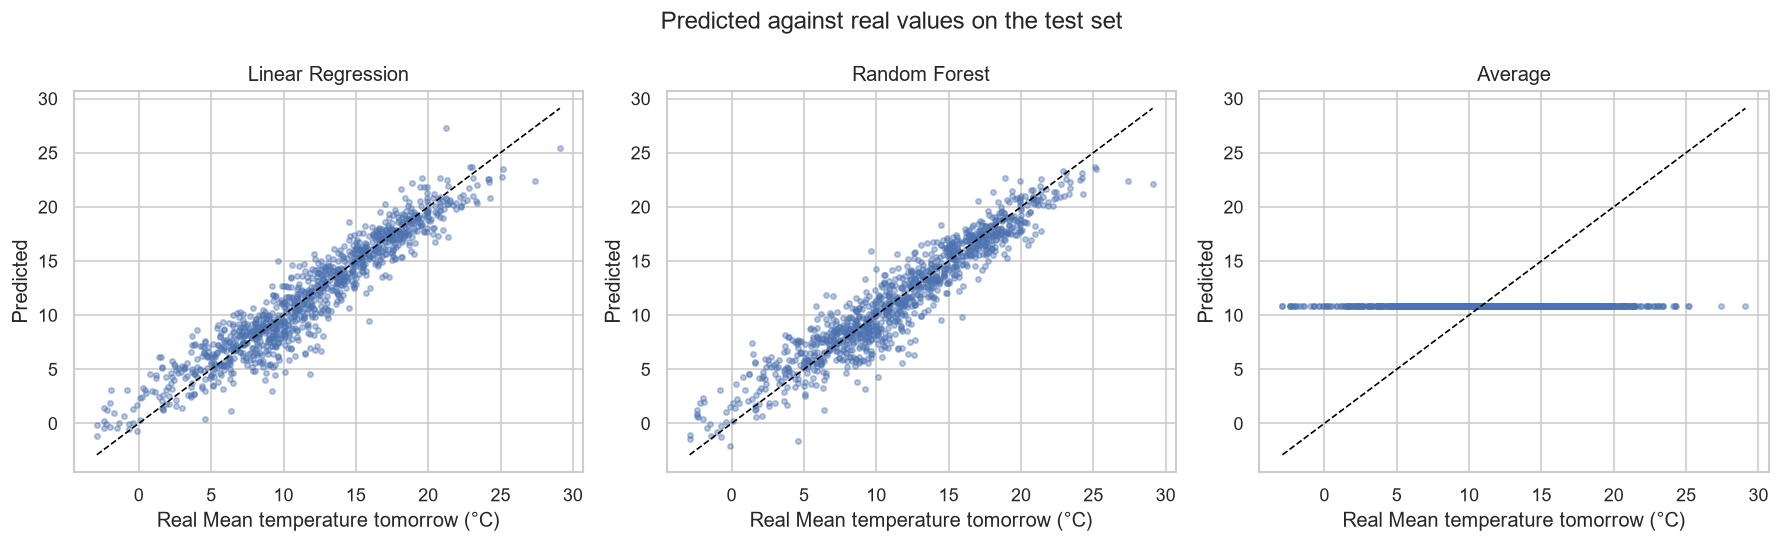 Predicted against real values on the test set
Linear Regression
30
25
20
15
10
5
0
Predicted
0 5 10 15 20 25 30
Real Mean temperature tomorrow (°C)
Random Forest
30
25
20
15
10
5
0
Predicted
0 5 10 15 20 25 30
Real Mean temperature tomorrow (°C)
Average
30
25
20
15
10
5
0
Predicted
0 5 10 15 20 25 30
Real Mean temperature tomorrow (°C)